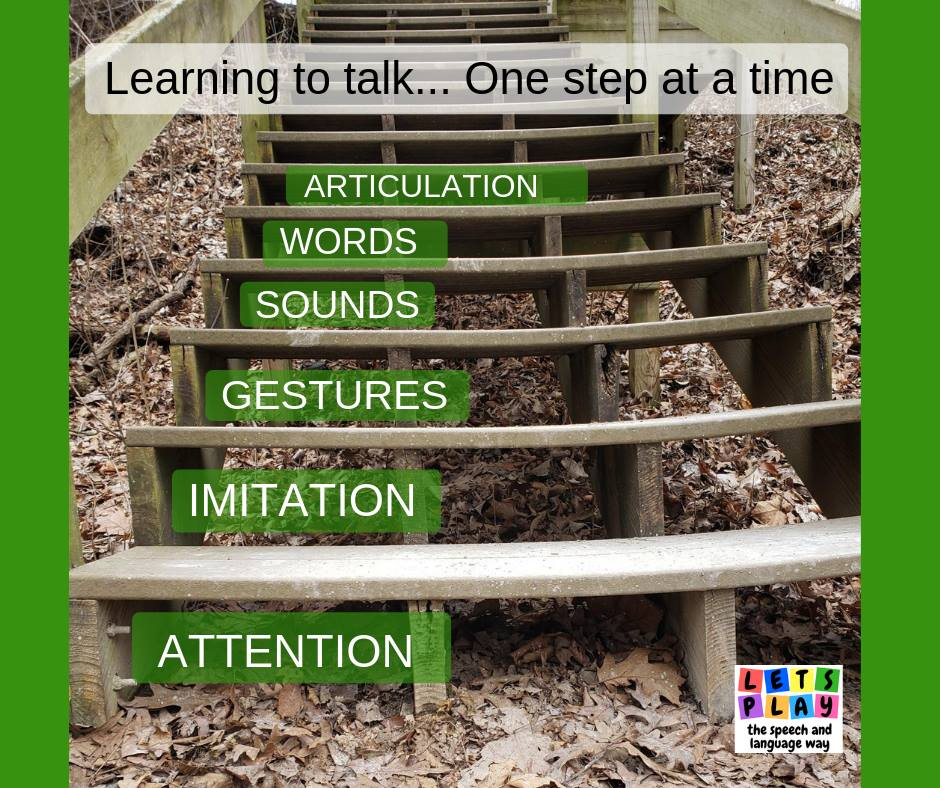 Learning to talk... One step at a time
ARTICULATION
WORDS
SOUNDS
GESTURES
IMITATION
ATTENTION
LETS
PLAY
the speech and
language way